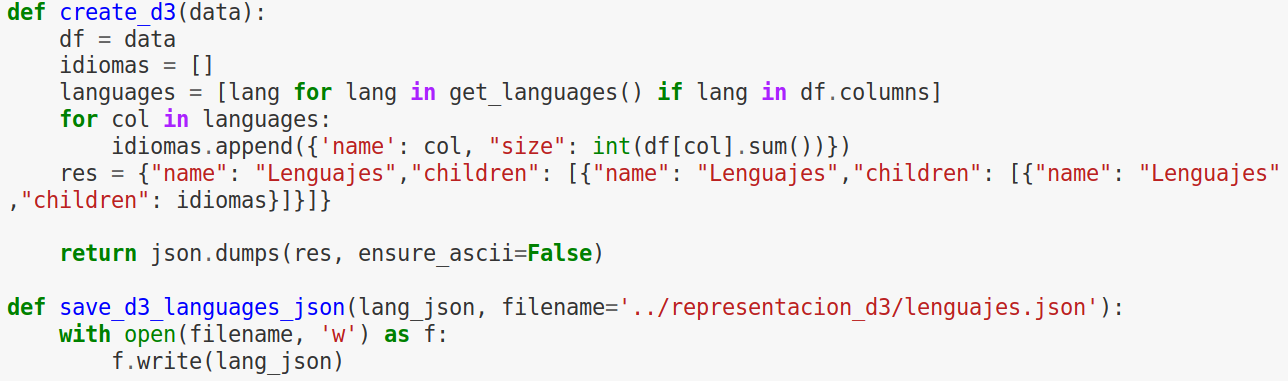 def create_d3(data):
    df = data
    idiomas = []
    languages = [lang for lang in get_languages() if lang in df.columns]
    for col in languages:
        idiomas.append({'name': col, "size": int(df[col].sum())})
    res = {"name": "Lenguajes","children": [{"name": "Lenguajes","children": [{"name": "Lenguajes"
,"children": idiomas}]}]}

    return json.dumps(res, ensure_ascii=False)

def save_d3_languages_json(lang_json, filename='../representacion_d3/lenguajes.json'):
    with open(filename, 'w') as f:
        f.write(lang_json)